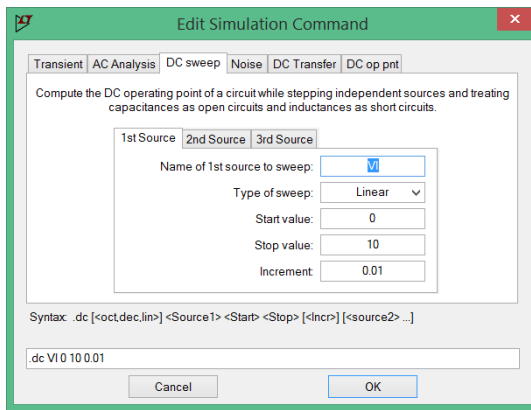 Edit Simulation Command
Transient AC Analysis DC sweep Noise DC Transfer DC op pnt
Compute the DC operating point of a circuit while stepping independent sources and treating
capacitances as open circuits and inductances as short circuits.
1st Source 2nd Source 3rd Source
Name of 1st source to sweep: VI
Type of sweep: Linear
Start value: 0
Stop value: 10
Increment: 0.01
Syntax: .dc [<oct,dec,lin>] <Source1> <Start> <Stop> [<Incr>] [<source2> ...]
.dc VI 0 10 0.01
Cancel OK